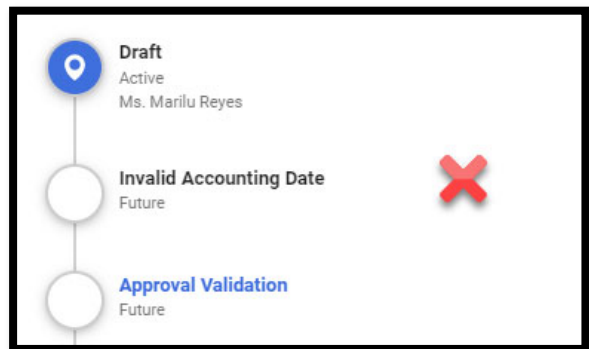 Draft
Active
Ms. Marilu Reyes
Invalid Accounting Date
Future
Approval Validation
Future